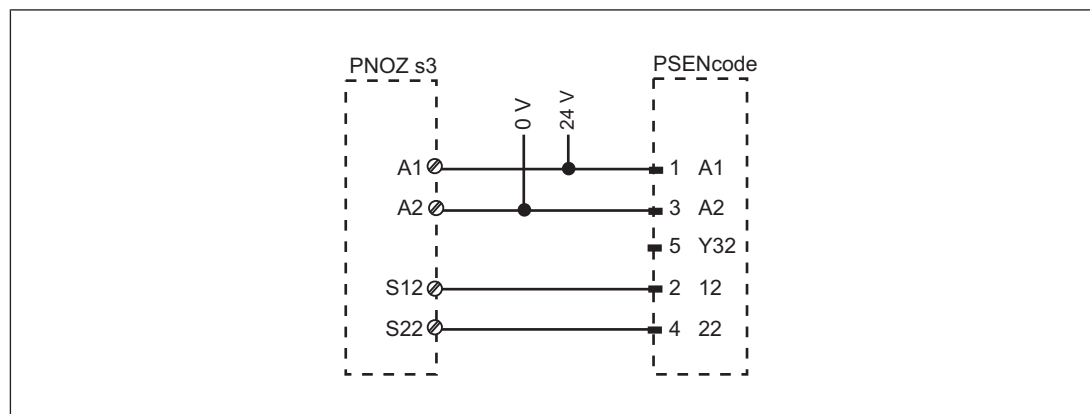 PNOZ s3
PSENcode
0 V
24 V
A1
1 A1
A2
3 A2
5 Y32
S12
2 12
S22
4 22